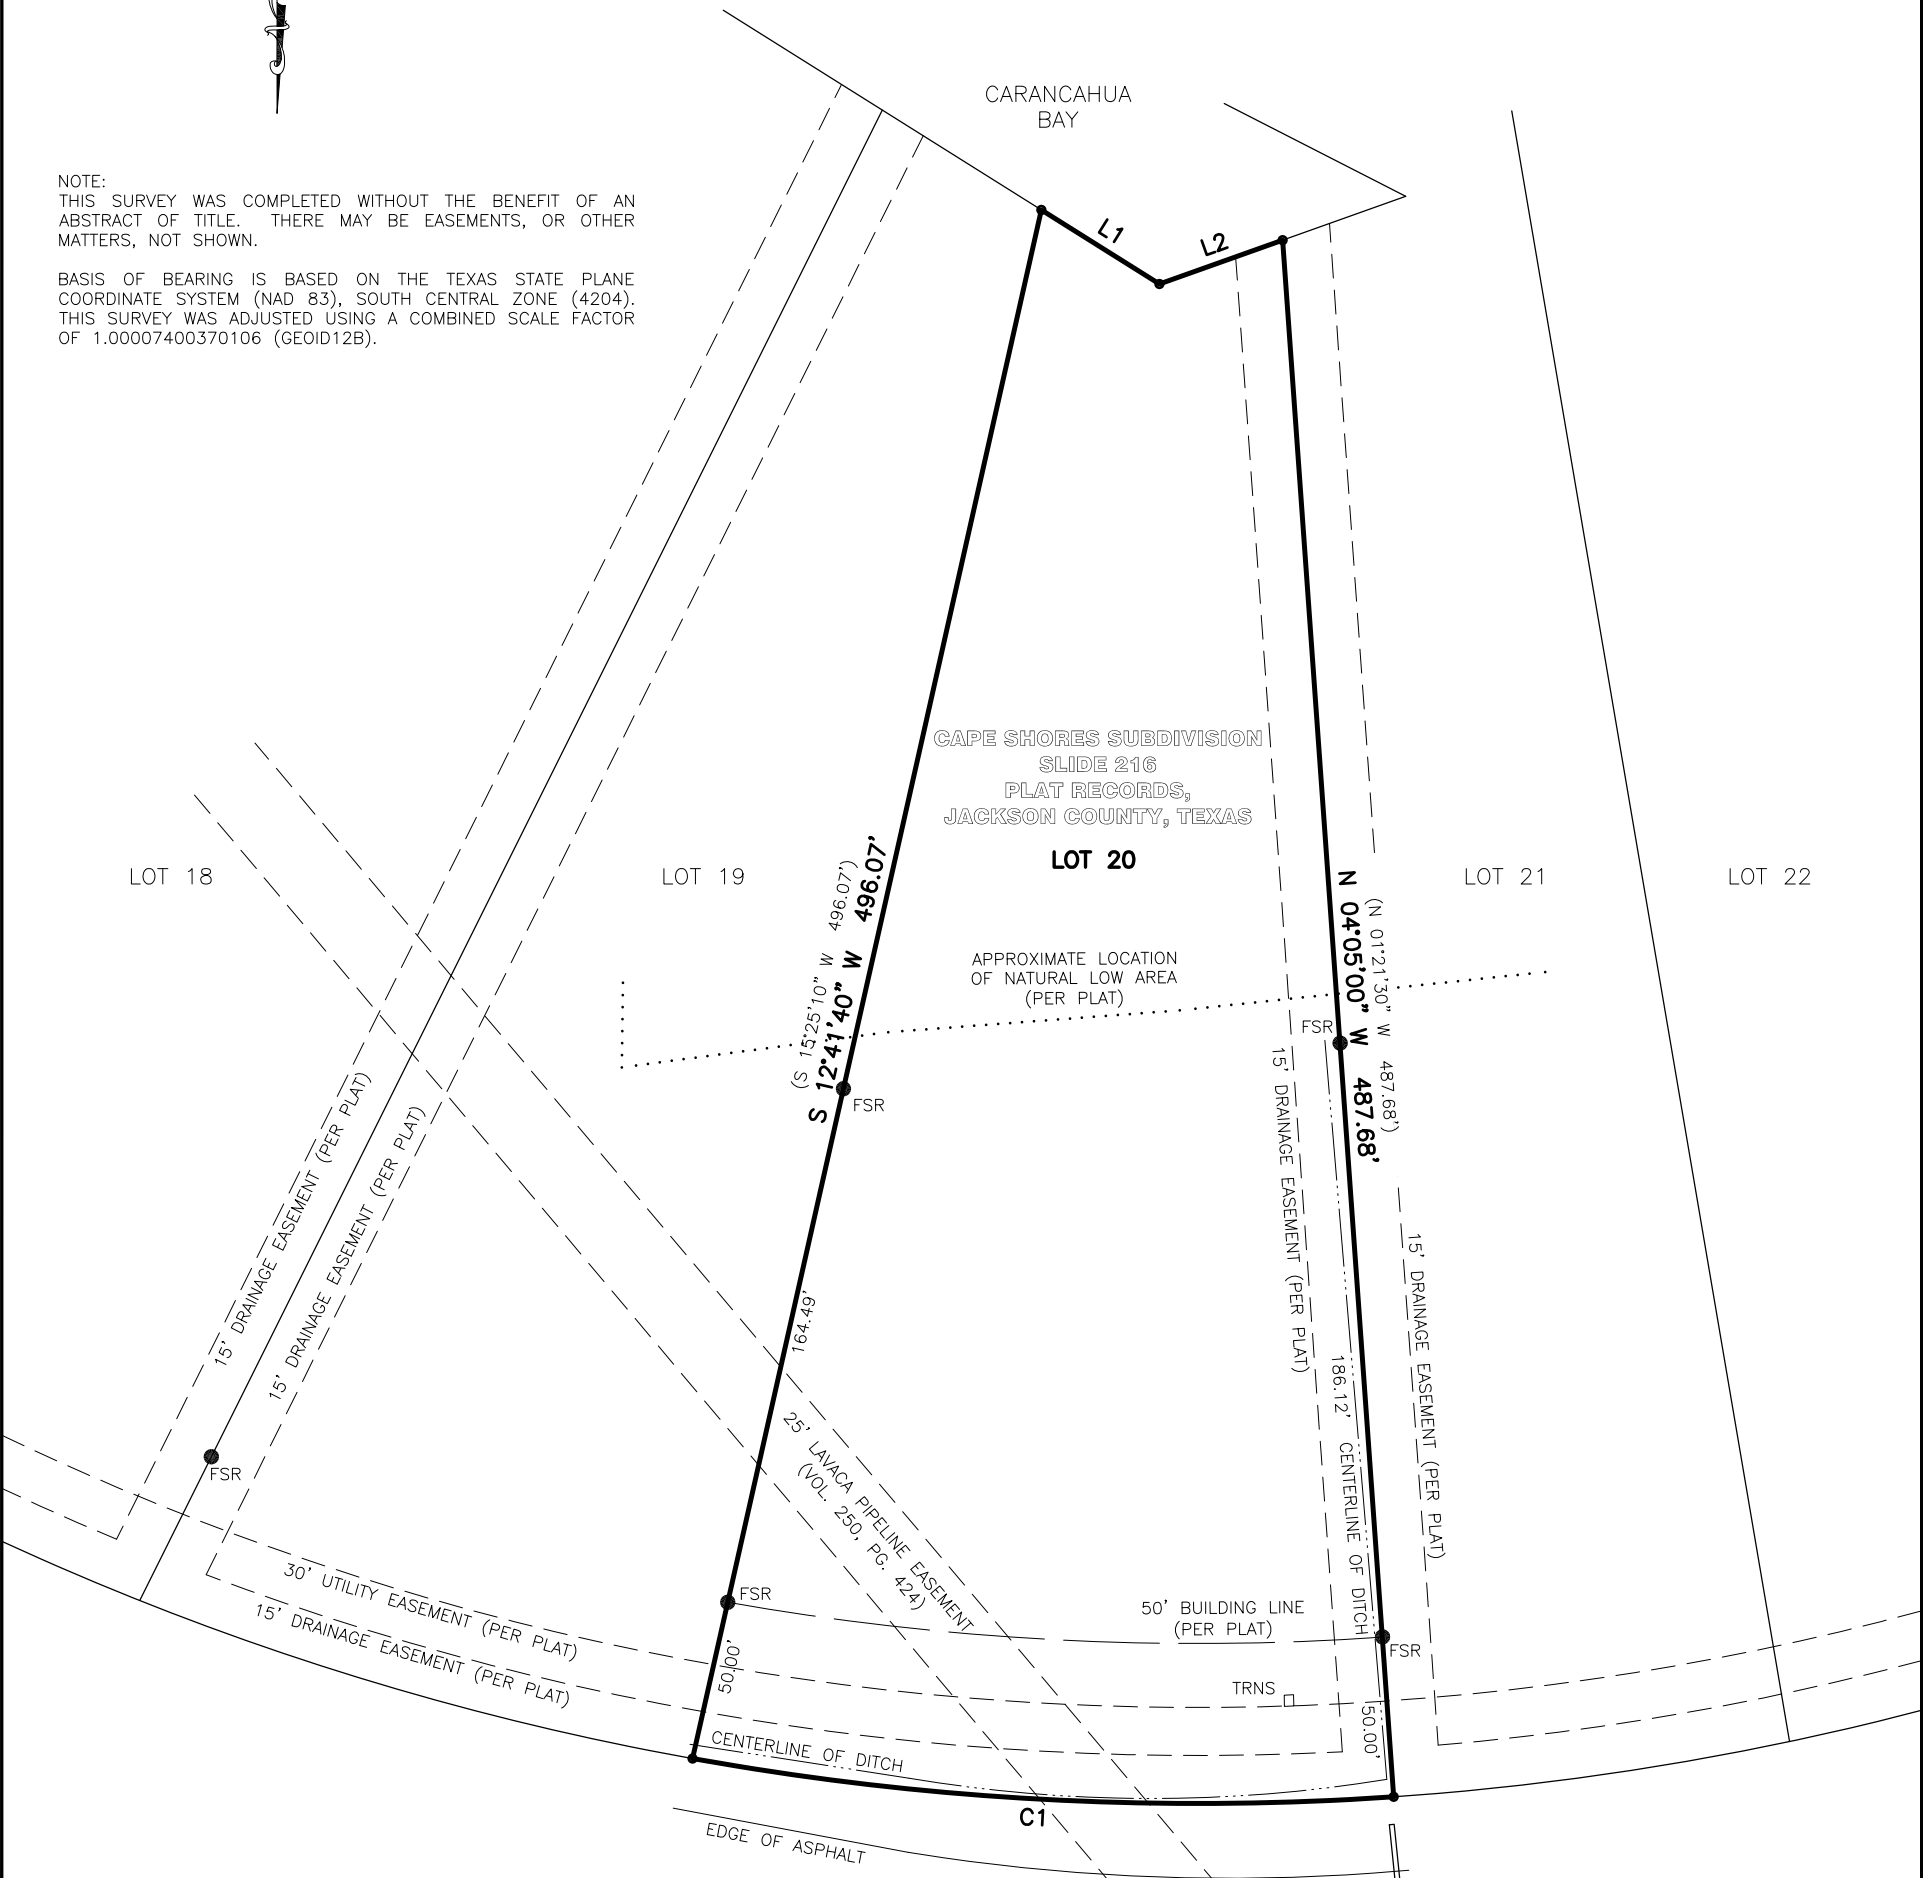 CARANCAHUA
BAY
NOTE:
THIS SURVEY WAS COMPLETED WITHOUT THE BENEFIT OF AN
ABSTRACT OF TITLE. THERE MAY BE EASEMENTS, OR OTHER
MATTERS, NOT SHOWN.
BASIS OF BEARING IS BASED ON THE TEXAS STATE PLANE
COORDINATE SYSTEM (NAD 83), SOUTH CENTRAL ZONE (4204).
THIS SURVEY WAS ADJUSTED USING A COMBINED SCALE FACTOR
OF 1.00007400370106 (GEOID12B).
L1
L2
CAPE SHORES SUBDIVISION
SLIDE 216
PLAT RECORDS,
JACKSON COUNTY, TEXAS
LOT 20
LOT 18
LOT 19
LOT 21
LOT 22
(S 15°25'10" W 496.07')
S 12°41'40" W 496.07'
N 04°05'00" W 487.68'
(N 01°21'30" W 487.68')
APPROXIMATE LOCATION
OF NATURAL LOW AREA
(PER PLAT)
FSR
FSR
15' DRAINAGE EASEMENT (PER PLAT)
15' DRAINAGE EASEMENT (PER PLAT)
15' DRAINAGE EASEMENT (PER PLAT)
15' DRAINAGE EASEMENT (PER PLAT)
164.49'
186.12' CENTERLINE OF DITCH
25' LAVACA PIPELINE EASEMENT
(VOL. 250, PG. 424)
FSR
FSR
50' BUILDING LINE
(PER PLAT)
FSR
30' UTILITY EASEMENT (PER PLAT)
15' DRAINAGE EASEMENT (PER PLAT)
50.00'
TRNS
50.00'
CENTERLINE OF DITCH
C1
EDGE OF ASPHALT